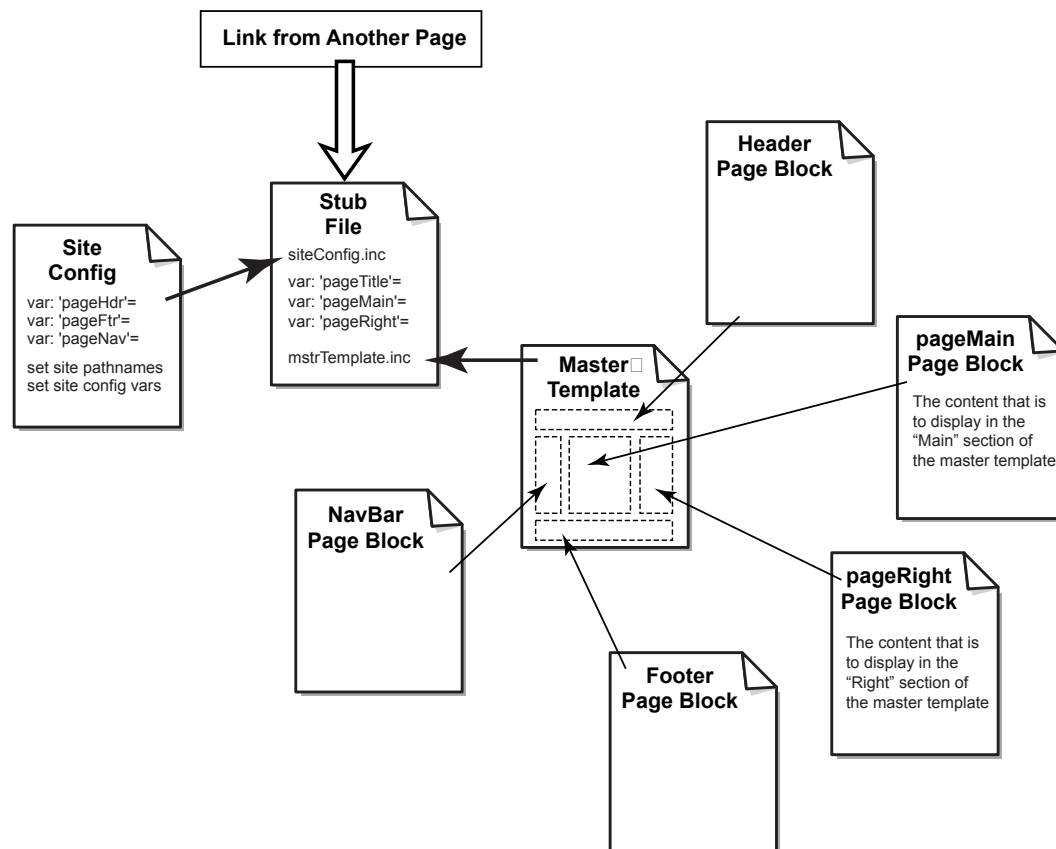 Link from Another Page
Stub
File
siteConfig.inc
var: 'pageTitle'=
var: 'pageMain'=
var: 'pageRight'=
mstrTemplate.inc
Site
Config
var: 'pageHdr'=
var: 'pageFtr'=
var: 'pageNav'=
set site pathnames
set site config vars
Header
Page Block
Master
Template
pageMain
Page Block
The content that is
to display in the
“Main” section of
the master template
NavBar
Page Block
pageRight
Page Block
The content that is
to display in the
“Right” section of
the master template
Footer
Page Block